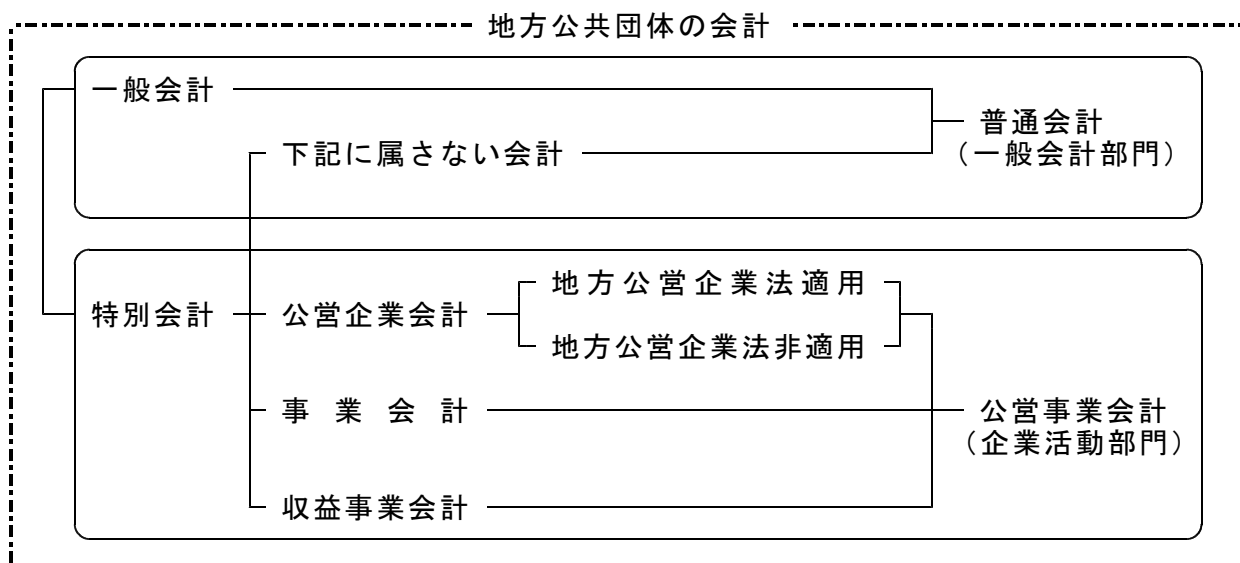 地方公共団体の会計
一般会計
下記に属さない会計
普通会計
（一般会計部門）
特別会計
公営企業会計
地方公営企業法適用
地方公営企業法非適用
事業会計
公営事業会計
（企業活動部門）
収益事業会計